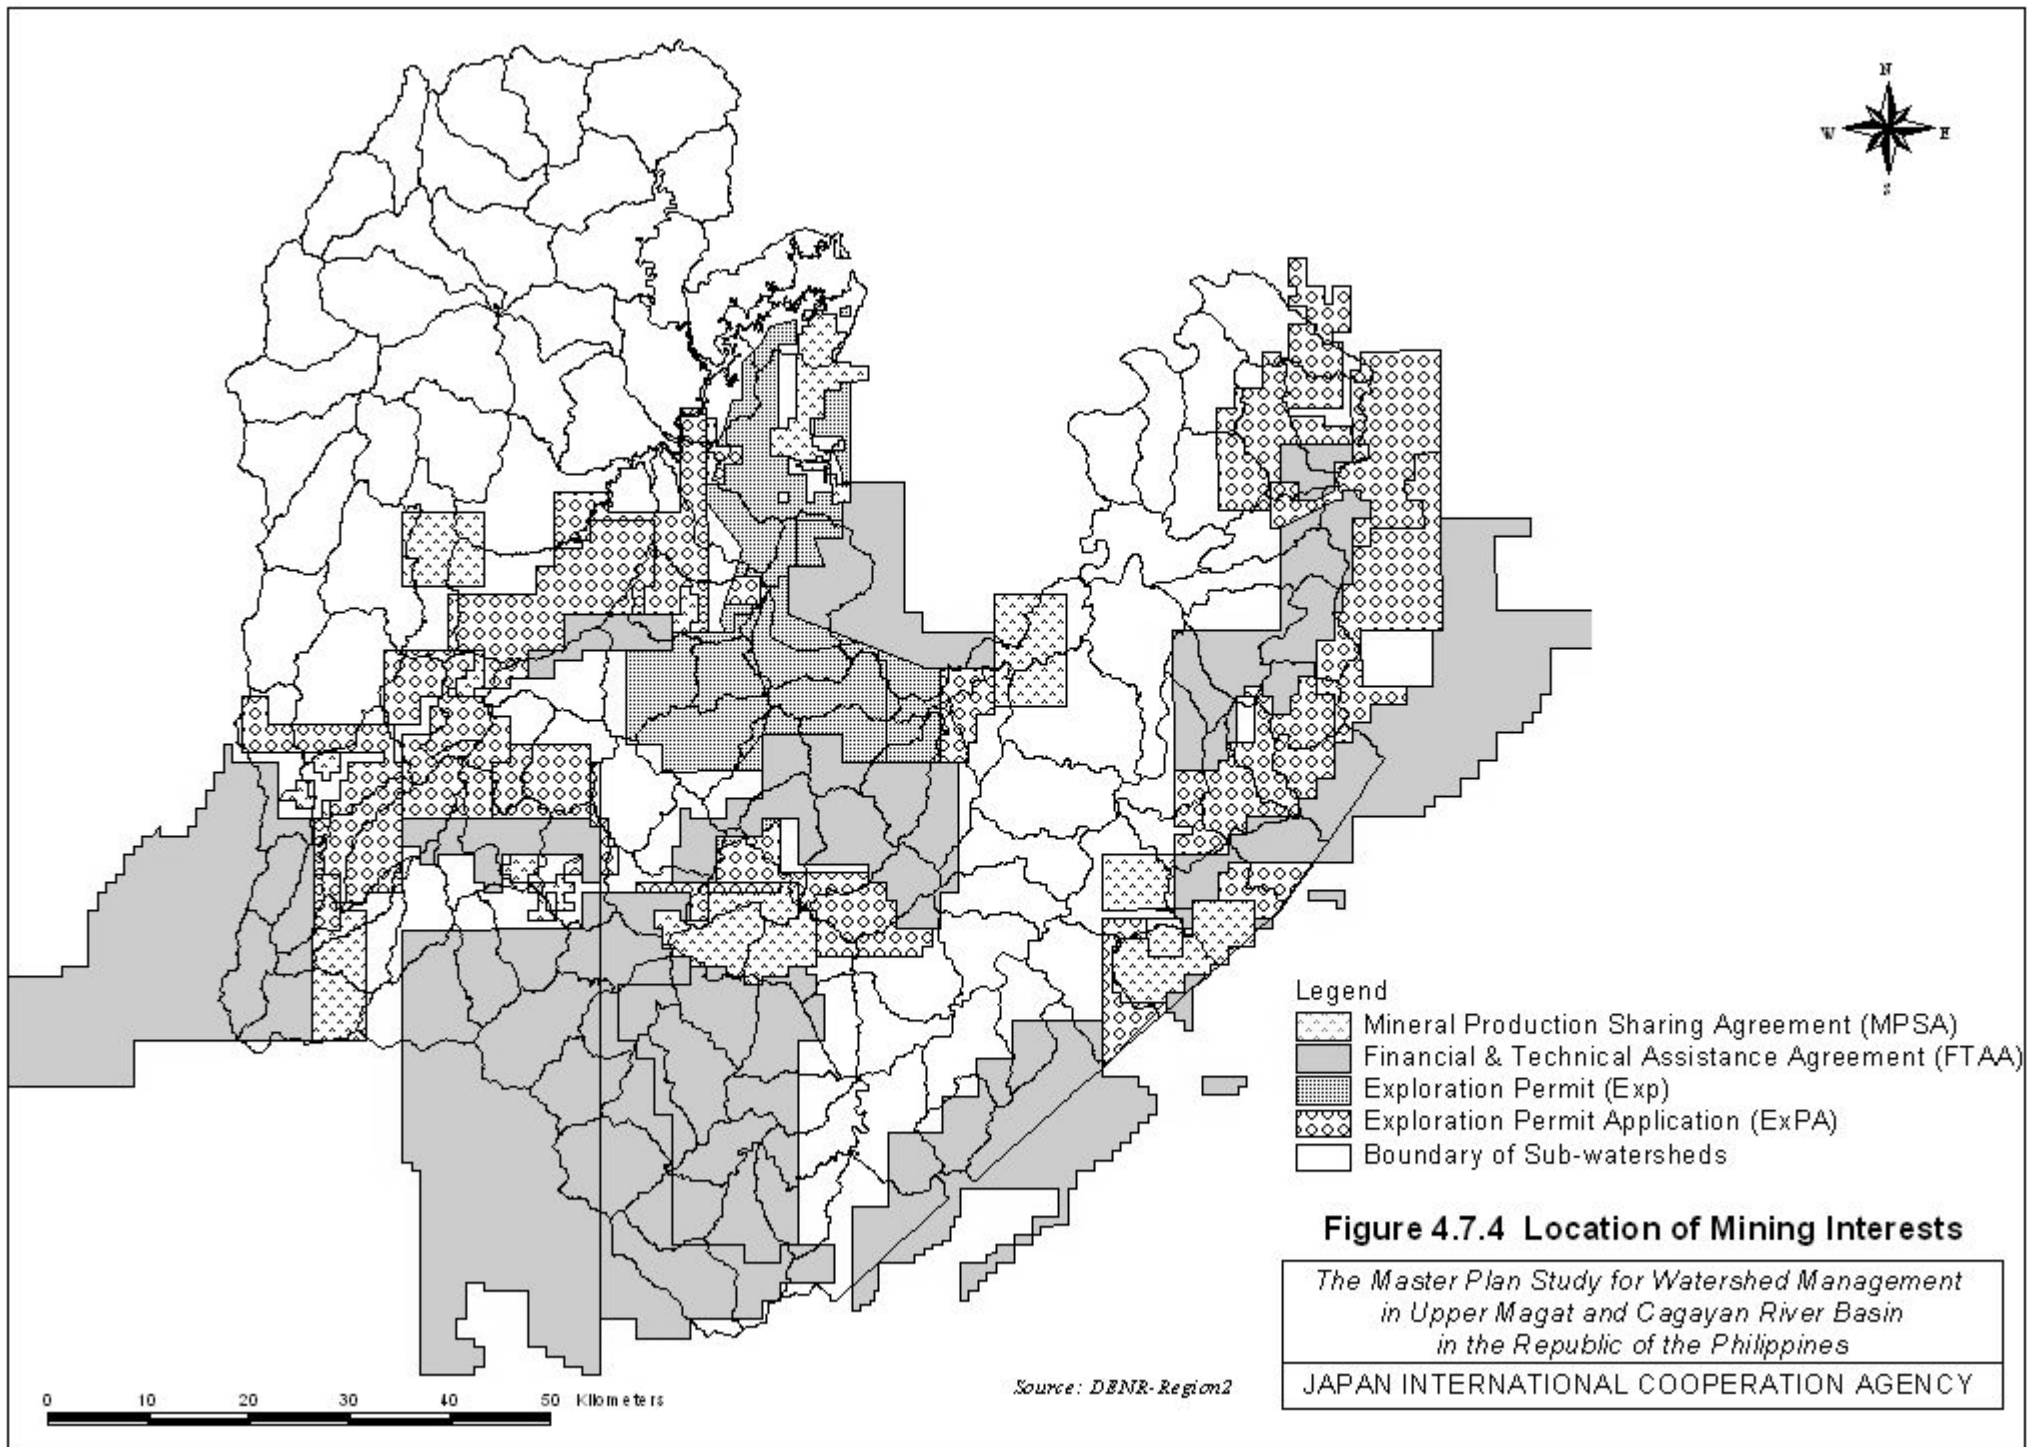 N
W E
S
Legend
Mineral Production Sharing Agreement (MPSA)
Financial & Technical Assistance Agreement (FTAA)
Exploration Permit (Exp)
Exploration Permit Application (ExPA)
Boundary of Sub-watersheds
Figure 4.7.4 Location of Mining Interests
The Master Plan Study for Watershed Management
in Upper Magat and Cagayan River Basin
in the Republic of the Philippines
JAPAN INTERNATIONAL COOPERATION AGENCY
Source: DENR-Region2
0 10 20 30 40 50 Kilometers